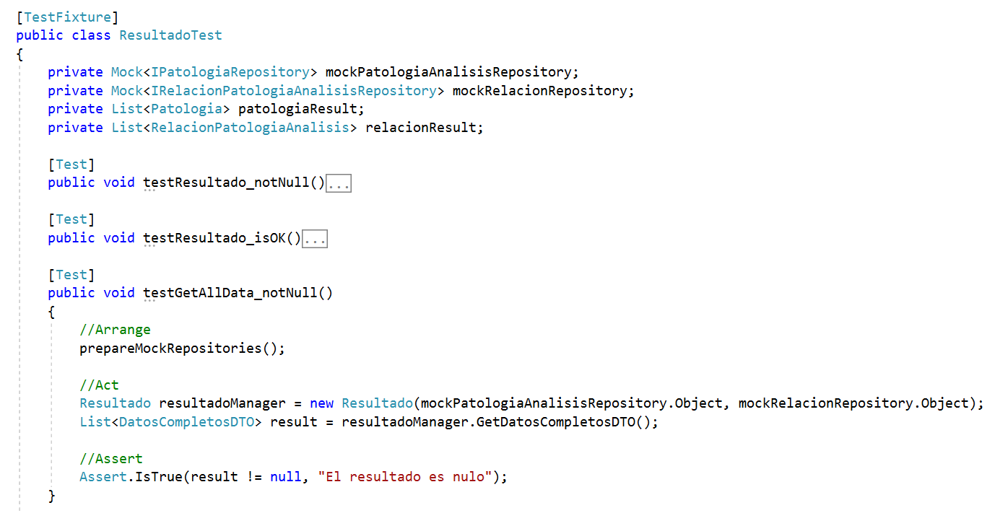 [TestFixture]
public class ResultadoTest
{
    private Mock<IPatologiaRepository> mockPatologiaAnalisisRepository;
    private Mock<IRelacionPatologiaAnalisisRepository> mockRelacionRepository;
    private List<Patologia> patologiaResult;
    private List<RelacionPatologiaAnalisis> relacionResult;

    [Test]
    public void testResultado_notNull()...

    [Test]
    public void testResultado_isOK()...

    [Test]
    public void testGetAllData_notNull()
    {
        //Arrange
        prepareMockRepositories();

        //Act
        Resultado resultadoManager = new Resultado(mockPatologiaAnalisisRepository.Object, mockRelacionRepository.Object);
        List<DatosCompletosDTO> result = resultadoManager.GetDatosCompletosDTO();

        //Assert
        Assert.IsTrue(result != null, "El resultado es nulo");
    }